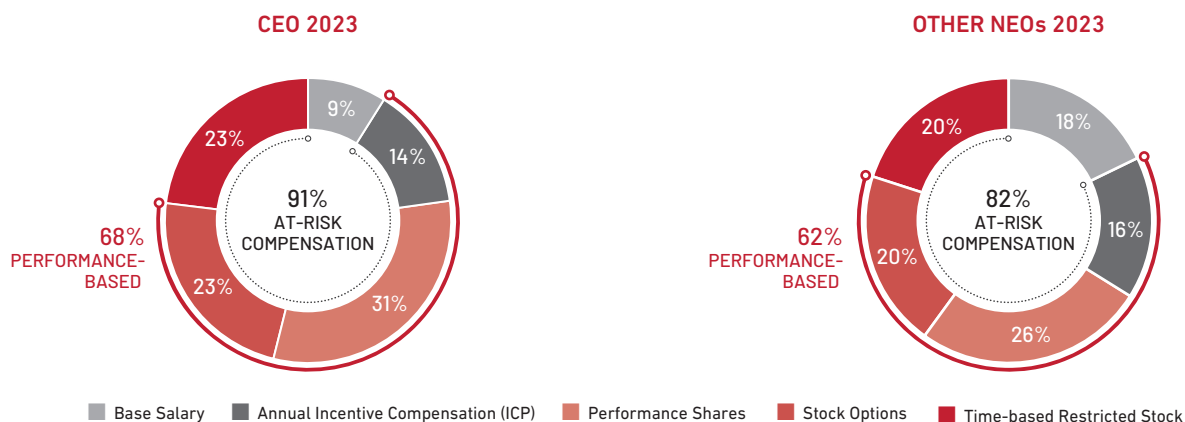 CEO 2023
9%
14%
31%
23%
23%
91%
AT-RISK
COMPENSATION
68%
PERFORMANCE-
BASED
OTHER NEOs 2023
18%
16%
26%
20%
20%
82%
AT-RISK
COMPENSATION
62%
PERFORMANCE-
BASED
Base Salary
Annual Incentive Compensation (ICP)
Performance Shares
Stock Options
Time-based Restricted Stock